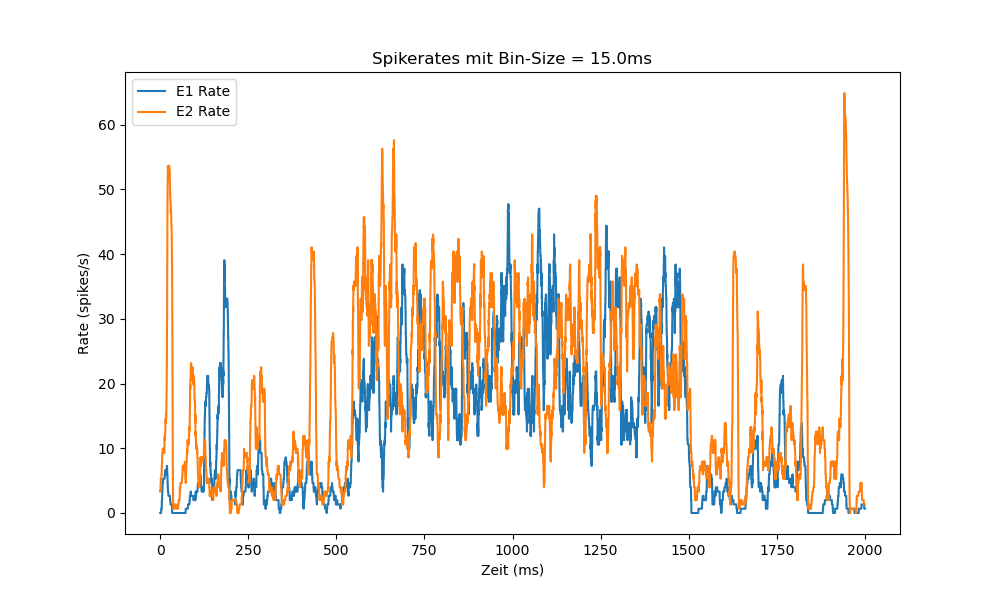 Spikerates mit Bin-Size = 15.0ms
E1 Rate
E2 Rate
Rate (spikes/s)
60
50
40
30
20
10
0
0 250 500 750 1000 1250 1500 1750 2000
Zeit (ms)